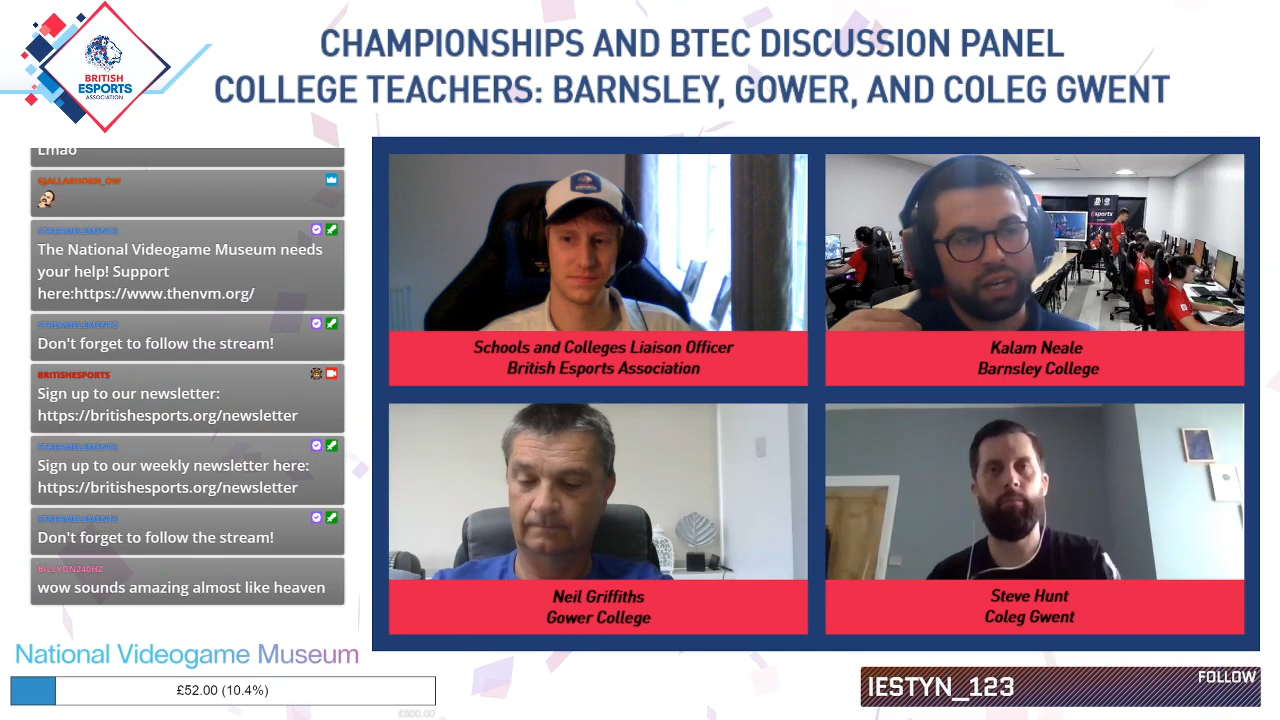 BRITISH
ESPORTS
ASSOCIATION
CHAMPIONSHIPS AND BTEC DISCUSSION PANEL
COLLEGE TEACHERS: BARNSLEY, GOWER, AND COLEG GWENT
Lmao
GJALLARHORN_OW
STREAMELEMENTS
The National Videogame Museum needs
your help! Support
here:https://www.thenvm.org/
STREAMELEMENTS
Don't forget to follow the stream!
BRITISHESPORTS
Sign up to our newsletter:
https://britishesports.org/newsletter
STREAMELEMENTS
Sign up to our weekly newsletter here:
https://britishesports.org/newsletter
STREAMELEMENTS
Don't forget to follow the stream!
BILLYON240HZ
wow sounds amazing almost like heaven
Schools and Colleges Liaison Officer
British Esports Association
esports
Kalam Neale
Barnsley College
Neil Griffiths
Gower College
Steve Hunt
Coleg Gwent
National Videogame Museum
£52.00 (10.4%)
£500.00
IESTYN_123
FOLLOW